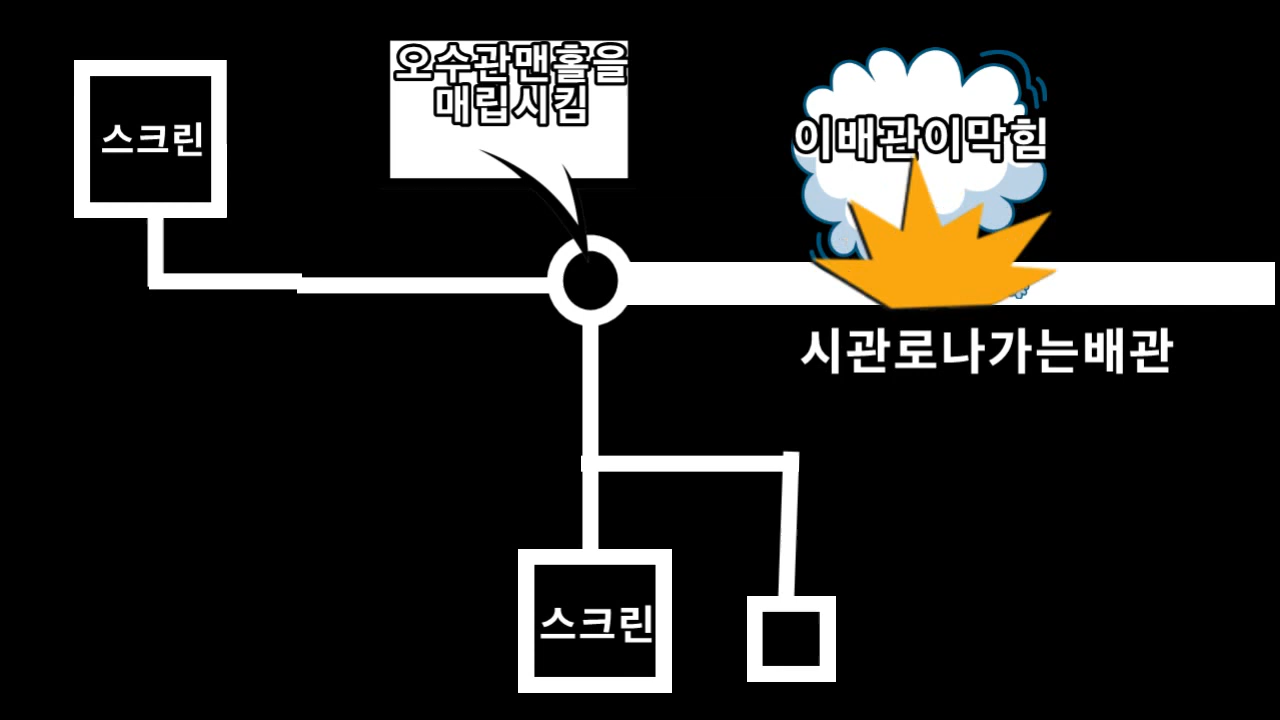 오수관맨홀을
매립시킴
스크린
이배관이막힘
시관로나가는배관
스크린